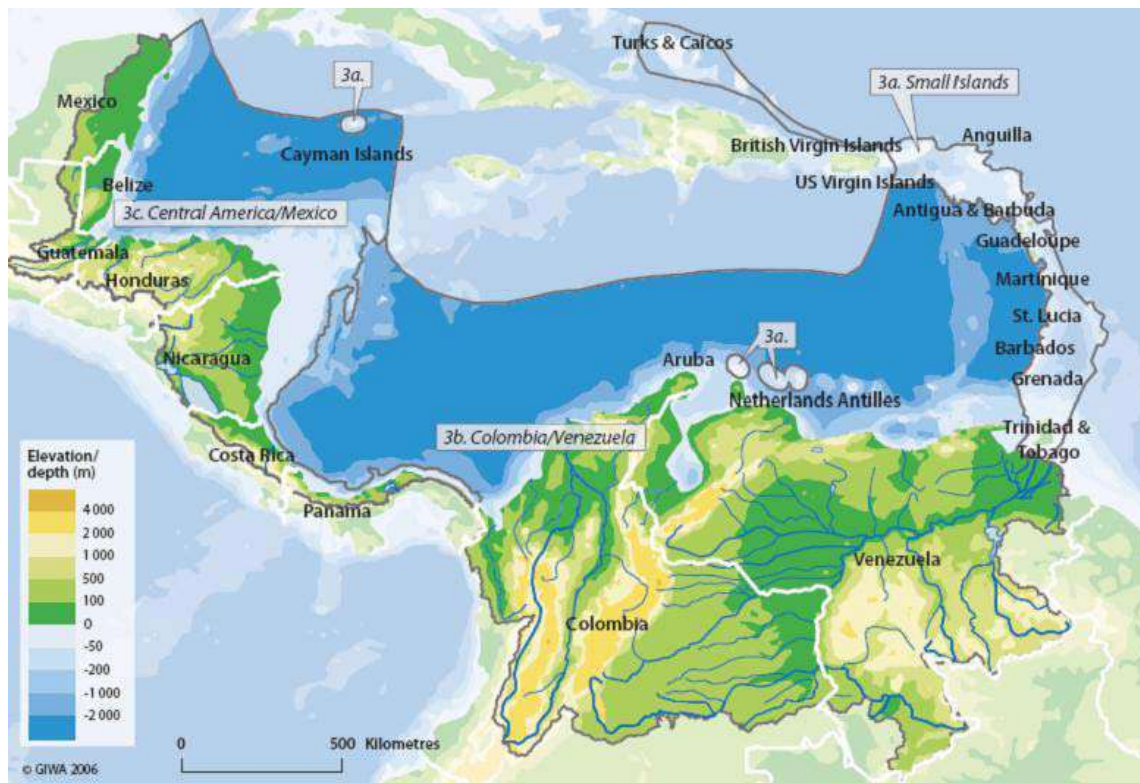 Turks & Caicos
3a.
3a. Small Islands
Mexico
Anguilla
British Virgin Islands
Cayman Islands
US Virgin Islands
Belize
3c. Central America/Mexico
Antigua & Barbuda
Guatemala
Guadeloupe
Honduras
Martinique
St. Lucia
Nicaragua
3a.
Barbados
Aruba
Grenada
Netherlands Antilles
3b. Colombia/Venezuela
Trinidad &
Tobago
Costa Rica
Panama
Venezuela
Colombia
Elevation/
depth (m)
4 000
2 000
1 000
500
100
0
-50
-200
-1 000
-2 000
0 500 Kilometres
© GIWA 2006